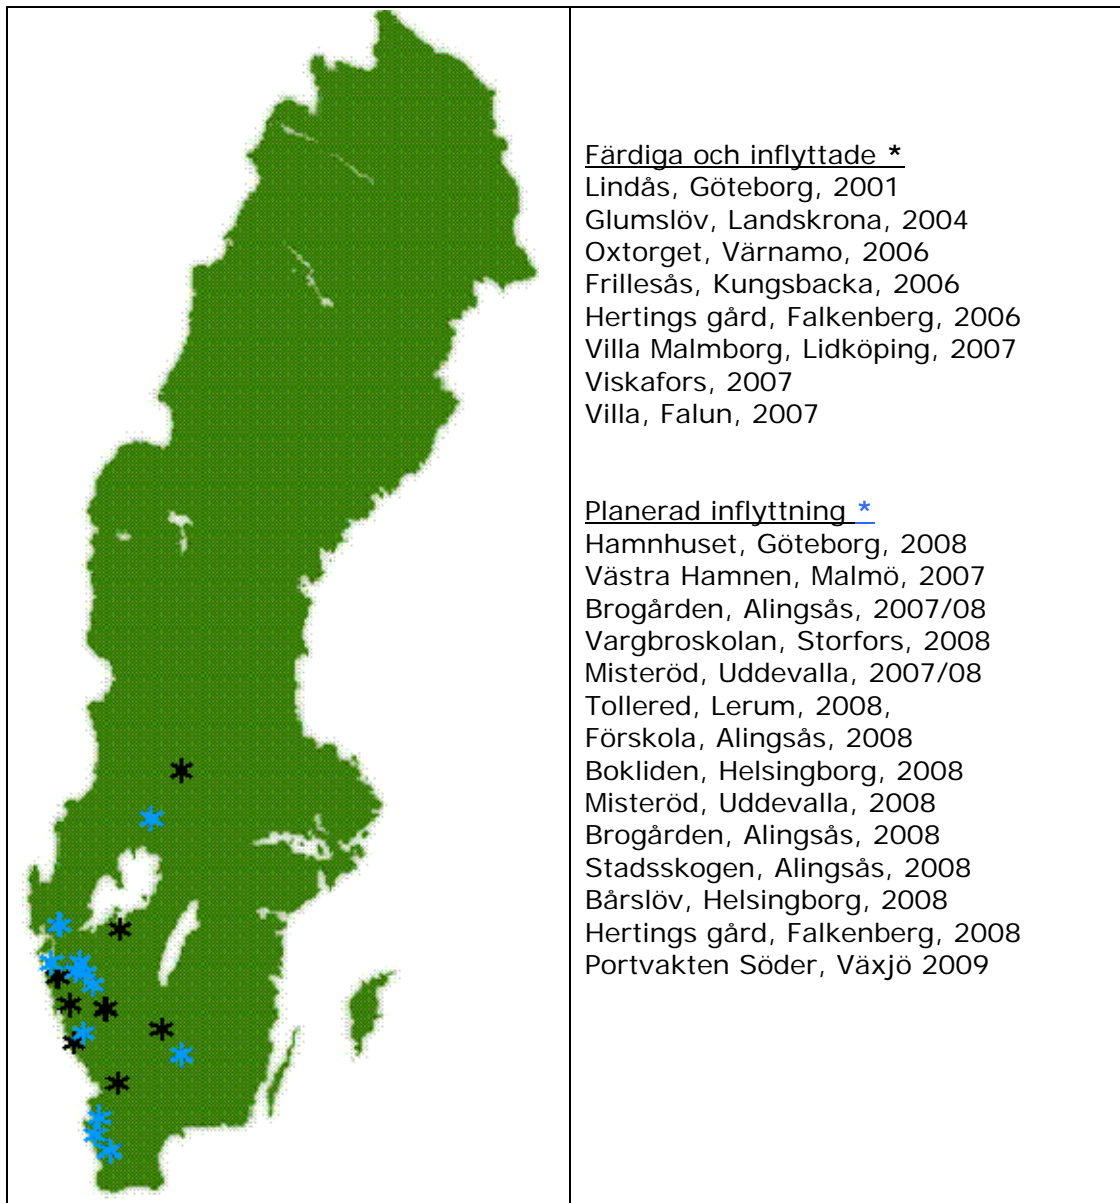 Färdiga och inflyttade *
Lindås, Göteborg, 2001
Glumslöv, Landskrona, 2004
Oxtorget, Värnamo, 2006
Frillesås, Kungsbacka, 2006
Hertings gård, Falkenberg, 2006
Villa Malmborg, Lidköping, 2007
Viskafors, 2007
Villa, Falun, 2007
Planerad inflyttning *
Hamnhuset, Göteborg, 2008
Västra Hamnen, Malmö, 2007
Brogården, Alingsås, 2007/08
Vargbroskolan, Storfors, 2008
Misteröd, Uddevalla, 2007/08
Tollered, Lerum, 2008,
Förskola, Alingsås, 2008
Bokliden, Helsingborg, 2008
Misteröd, Uddevalla, 2008
Brogården, Alingsås, 2008
Stadsskogen, Alingsås, 2008
Bårslöv, Helsingborg, 2008
Hertings gård, Falkenberg, 2008
Portvakten Söder, Växjö 2009